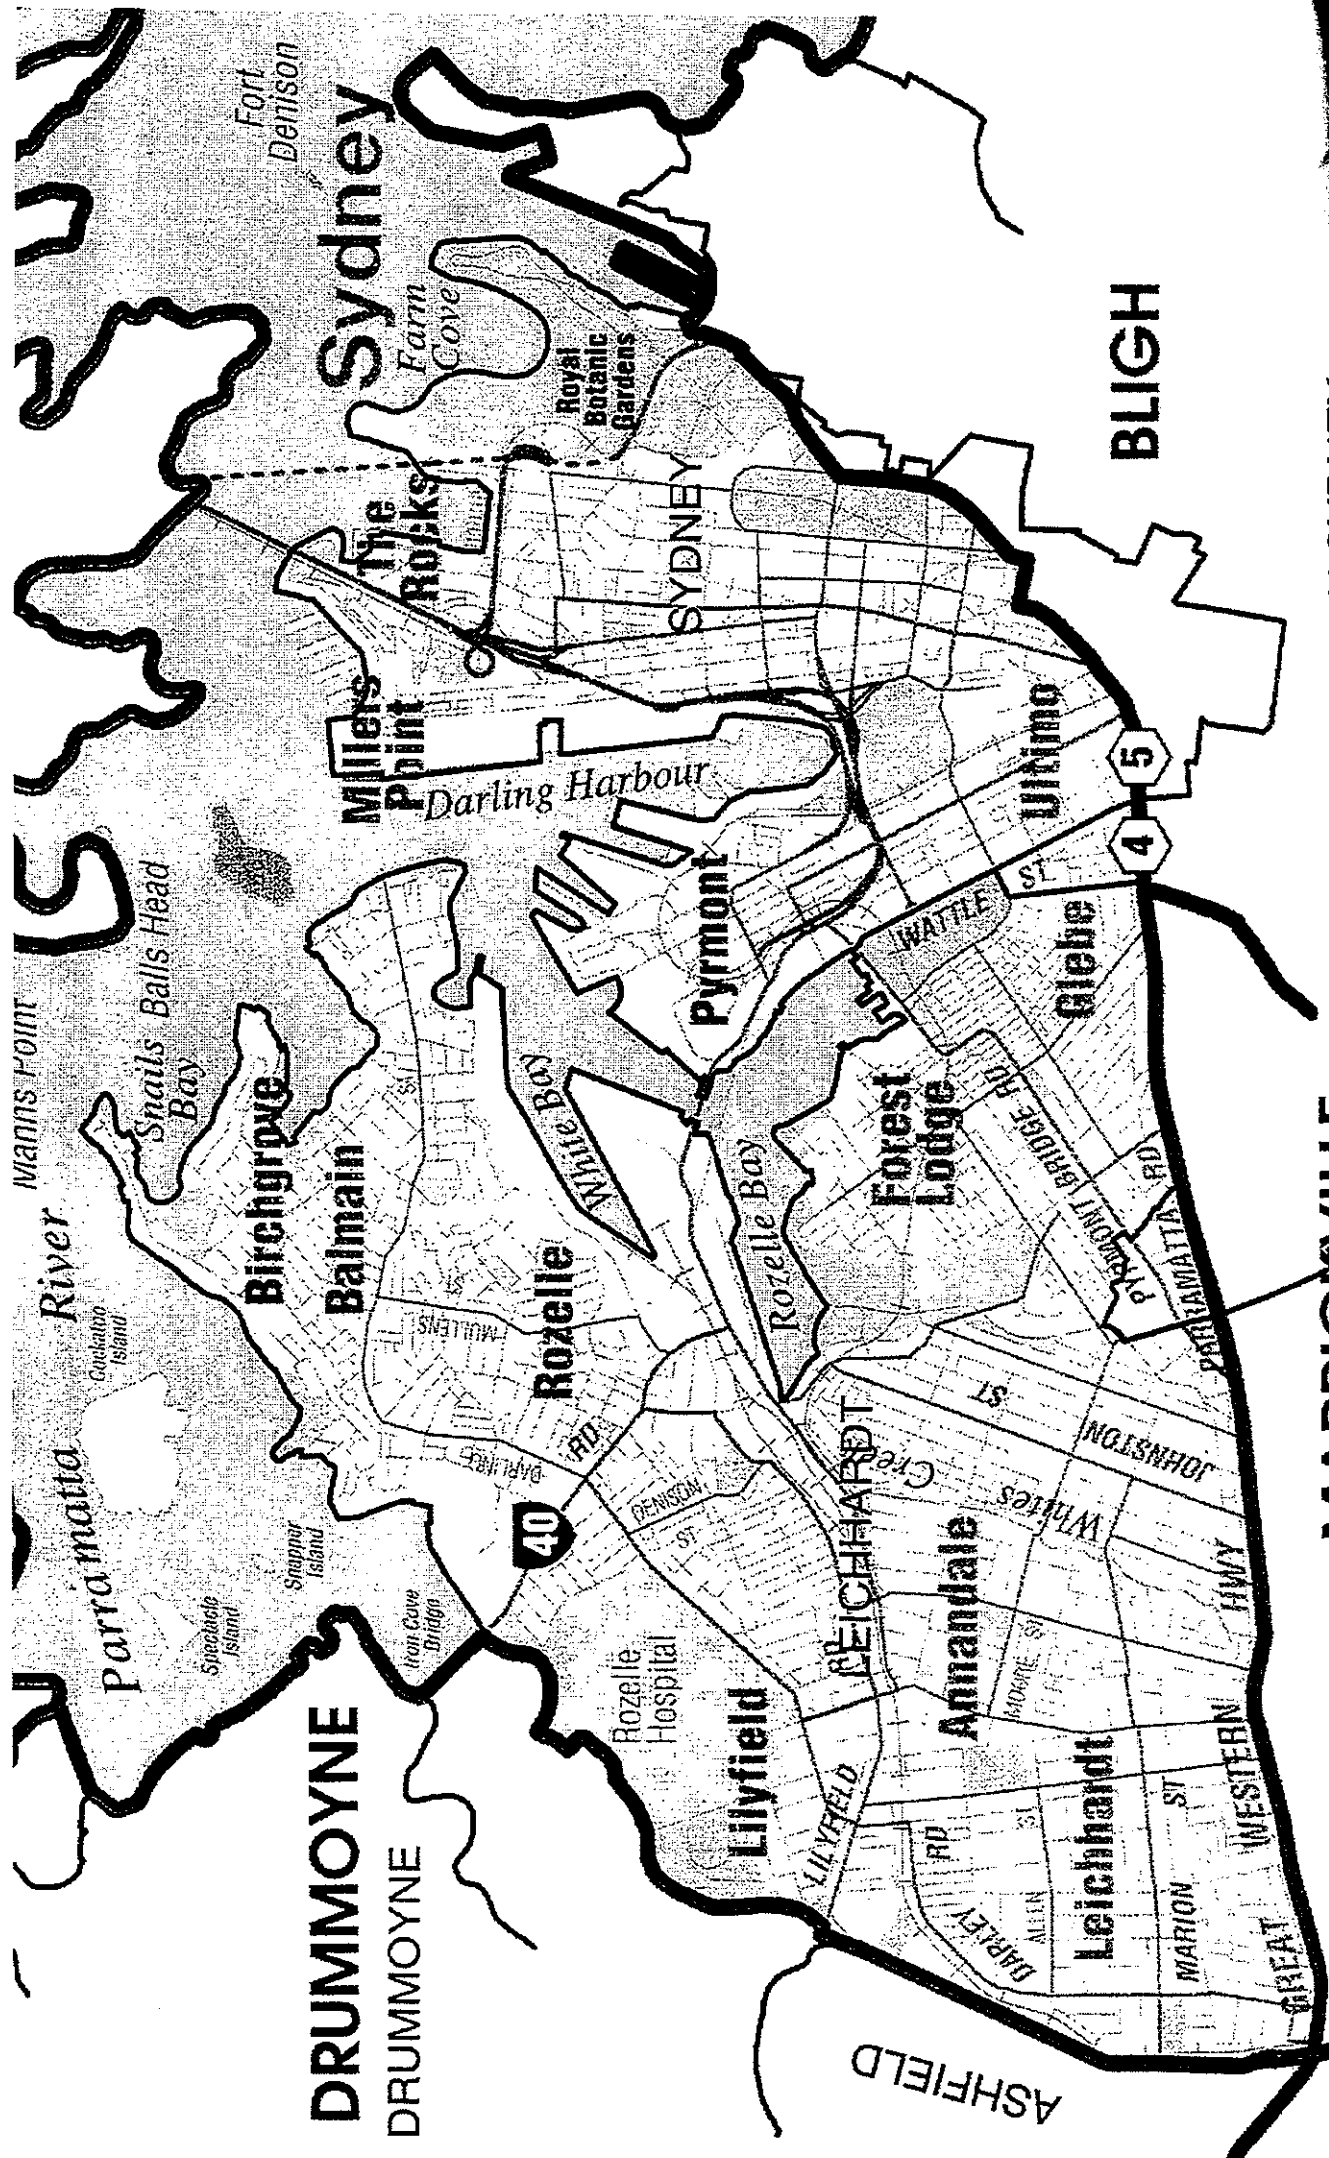 Manns Point
River
Parramatta
Cockatoo
Island
Snails
Bay
Balls Head
Fort
Denison
Sydney
Farm
Cove
Spectacle
Island
Snapper
Island
Iron Cove
Bridge
DRUMMOYNE
DRUMMOYNE
Birchgrove
Balmain
ST
Millers
Point
The
Rocks
Royal
Botanic
Gardens
Darling Harbour
SYDNEY
MULLENS
ST
DARLING
ST
Rozelle
RD
40
White Bay
Pyrmont
DENISON
ST
Rozelle
Hospital
Lilyfield
LILYFIELD
RD
Rozelle Bay
LEICHHARDT
Forest
Lodge
WATTLE
ST
Ultimo
Glebe
BRIDGE RD
PYRMONT
PYRMONT
RD
PARRAMATTA
4
5
BLIGH
Whites
Creek
ST
JOHNSTON
Annandale
MOORE
RD
Leichhardt
DARLEY
RD
ALLEN
ST
MARION
ST
GREAT
WESTERN
HWY
ASHFIELD